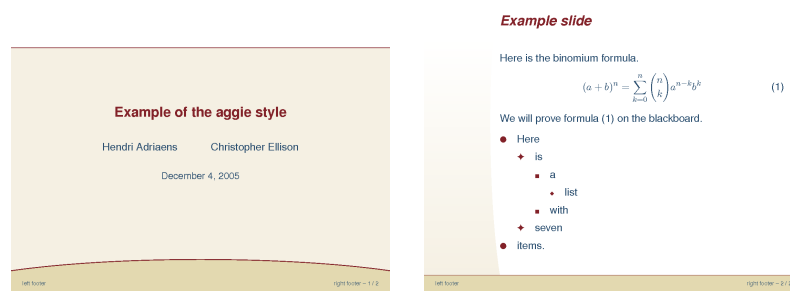 Example of the aggie style
Hendri Adriaens Christopher Ellison
December 4, 2005
left footer right footer – 1 / 2
Example slide
Here is the binomium formula.
(a + b)^n = ∑_{k=0}^{n} \binom{n}{k} a^{n−k} b^k (1)
We will prove formula (1) on the blackboard.
● Here
✦ is
■ a
◆ list
■ with
✦ seven
● items.
left footer right footer – 2 /